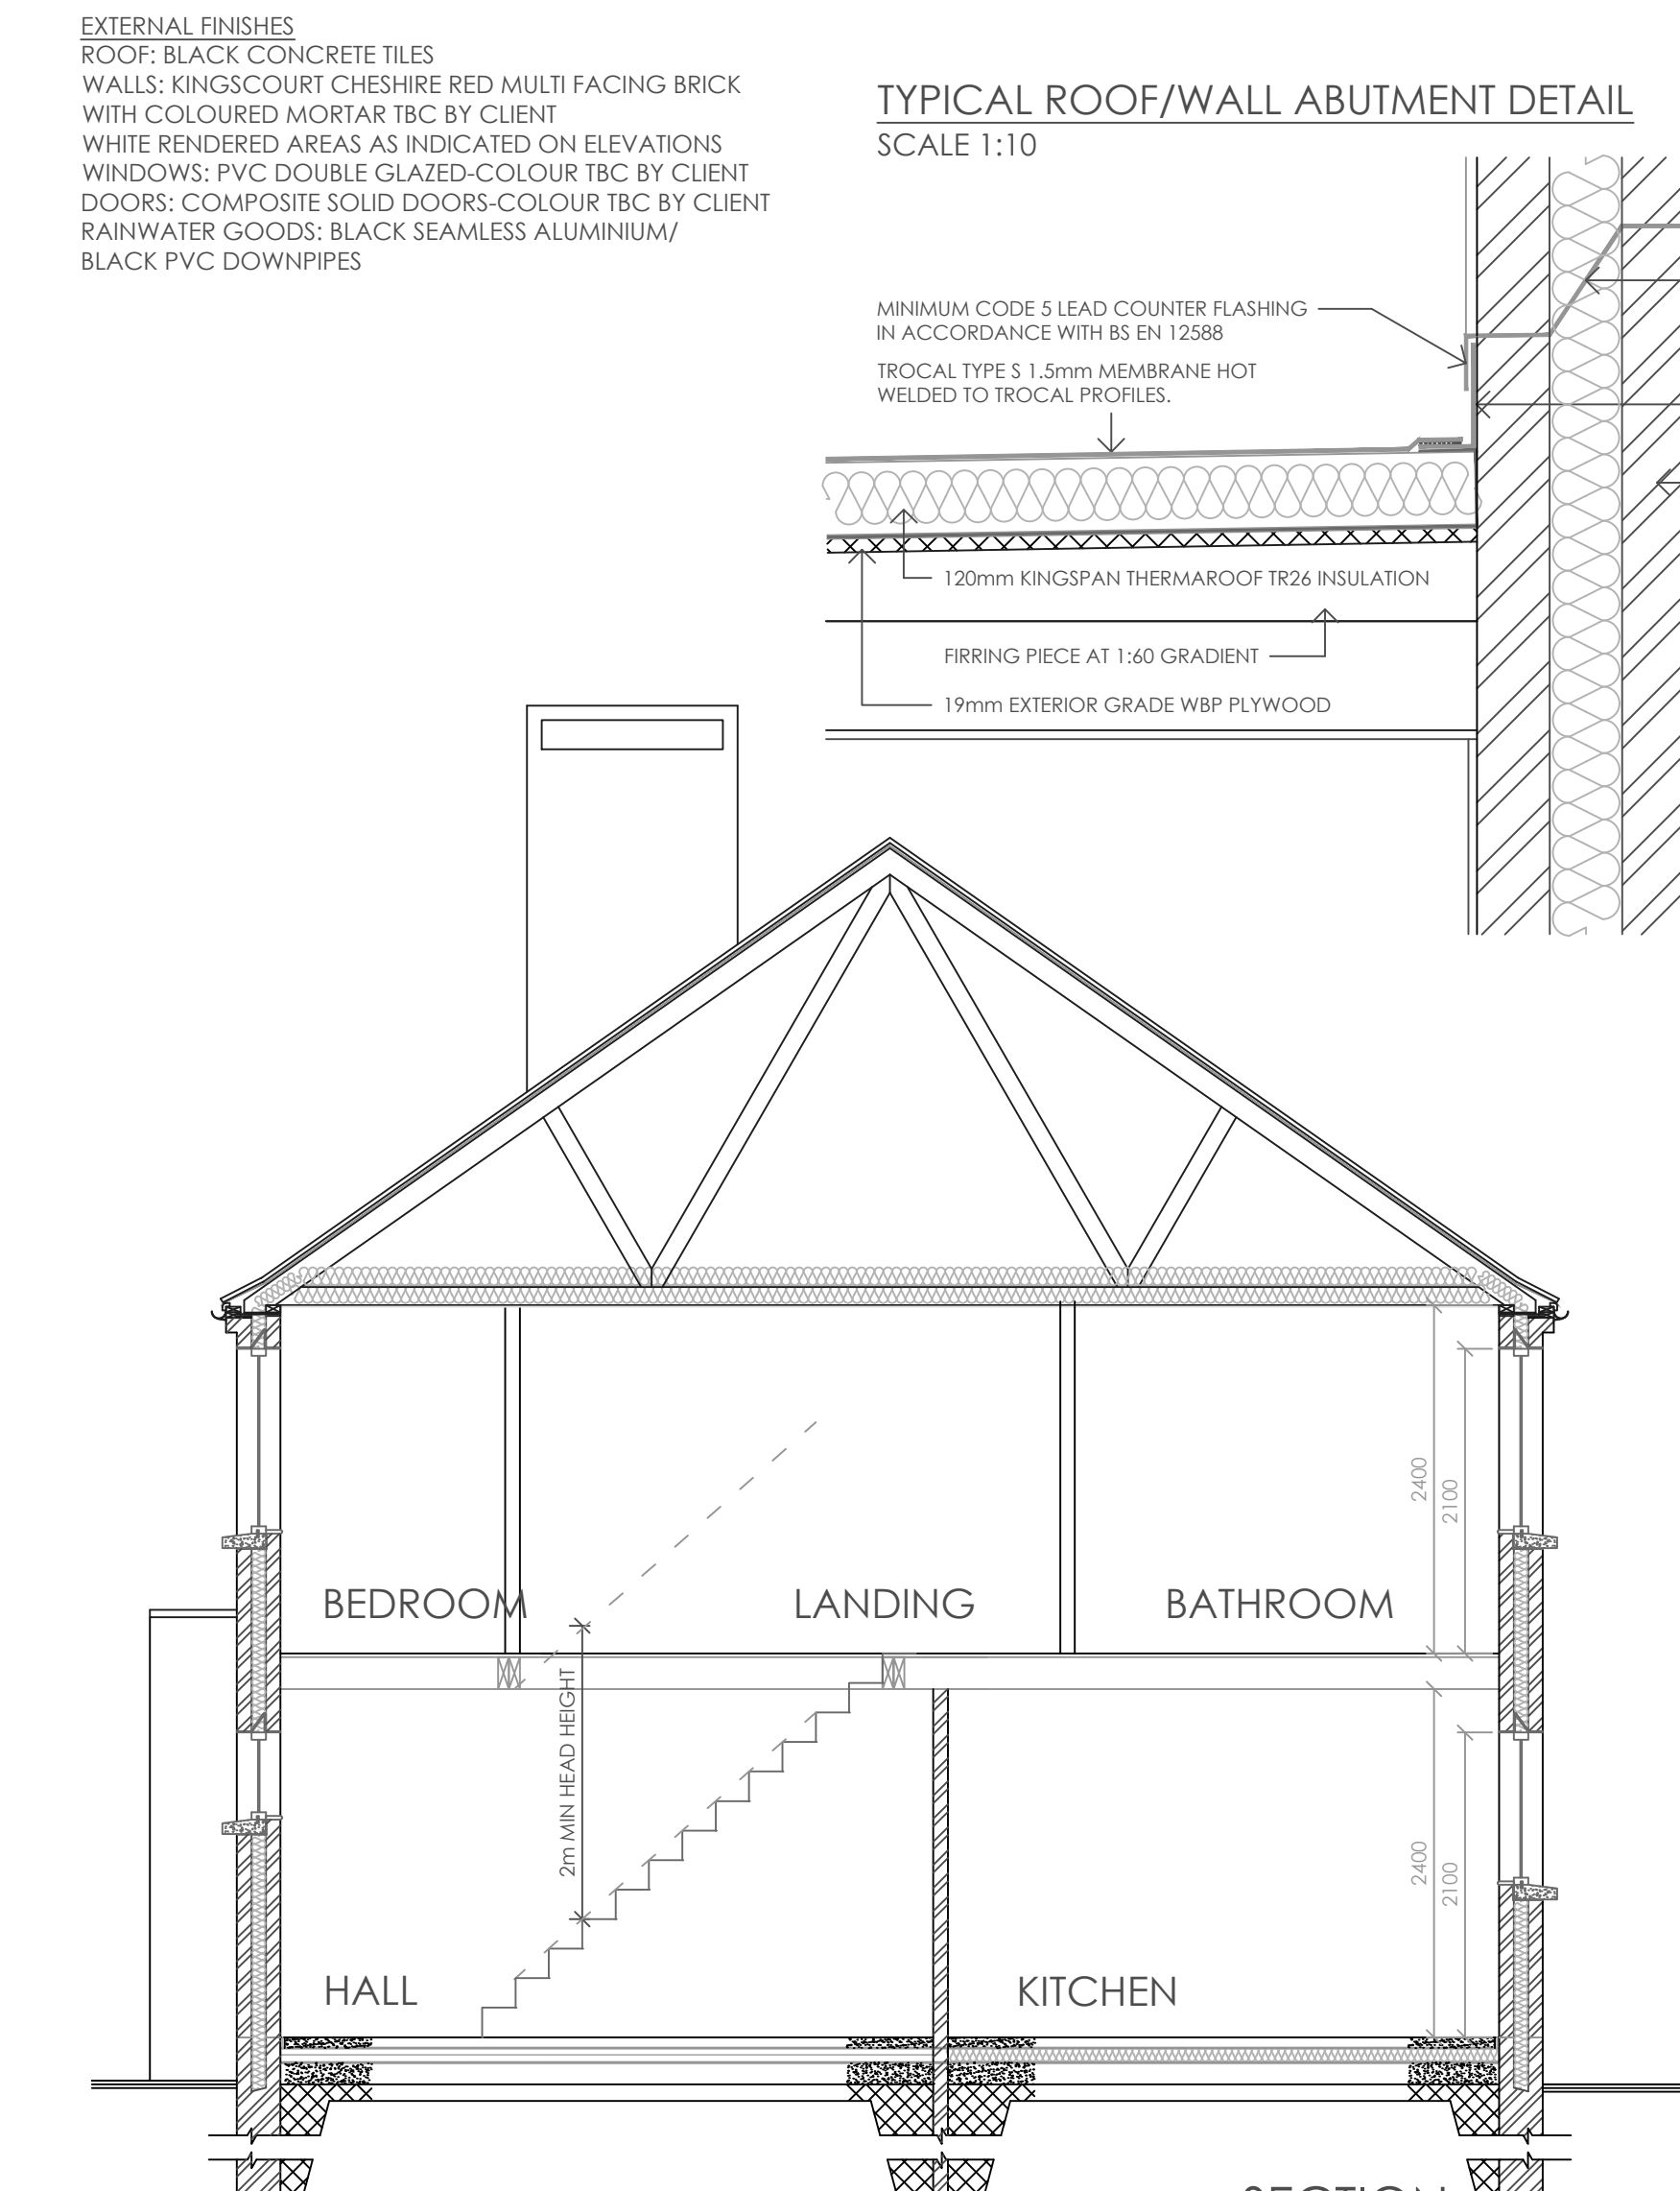 EXTERNAL FINISHES
ROOF: BLACK CONCRETE TILES
WALLS: KINGSCOURT CHESHIRE RED MULTI FACING BRICK
WITH COLOURED MORTAR TBC BY CLIENT
WHITE RENDERED AREAS AS INDICATED ON ELEVATIONS
WINDOWS: PVC DOUBLE GLAZED-COLOUR TBC BY CLIENT
DOORS: COMPOSITE SOLID DOORS-COLOUR TBC BY CLIENT
RAINWATER GOODS: BLACK SEAMLESS ALUMINIUM/
BLACK PVC DOWNPIPES
TYPICAL ROOF/WALL ABUTMENT DETAIL
SCALE 1:10
MINIMUM CODE 5 LEAD COUNTER FLASHING
IN ACCORDANCE WITH BS EN 12588
TROCAL TYPE S 1.5mm MEMBRANE HOT
WELDED TO TROCAL PROFILES.
120mm KINGSPAN THERMAROOF TR26 INSULATION
FIRRING PIECE AT 1:60 GRADIENT
19mm EXTERIOR GRADE WBP PLYWOOD
2400
2100
BEDROOM
LANDING
BATHROOM
2m MIN HEAD HEIGHT
2400
2100
HALL
KITCHEN
SECTION